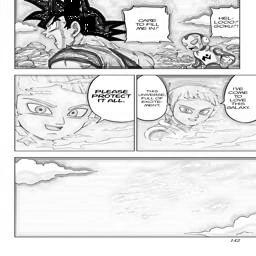 HEL-
LOOO?
GOKU?!
CARE
TO FILL
ME IN?
I'VE
COME TO
LOVE
THIS
GALAXY.
THIS
UNIVERSE,
FULL OF
EXCITE-
MENT.
PLEASE
PROTECT
IT ALL.
142